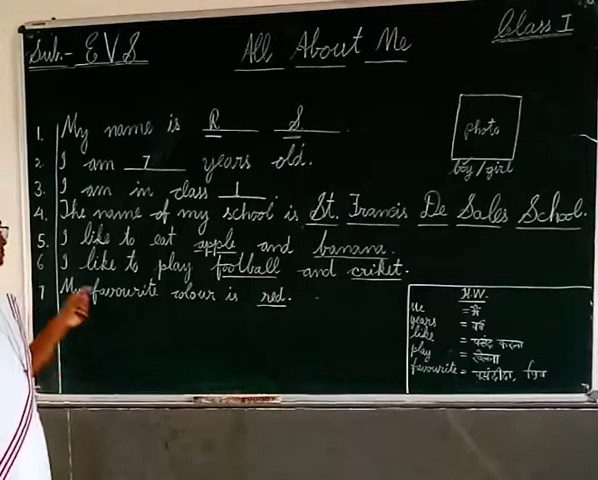 Sub:- EVS
All About Me
Class I
photo
boy/girl
1. My name is R S.
2. I am 7 years old.
3. I am in class 1
4. The name of my school is St. Francis De Sales School.
5. I like to eat apple and banana.
6 I like to play football and criket.
7 My favourite colour is red.
H.W.
= मैं
years = वर्ष
like = पसंद करना
play = खेलना
favourite = पसंदीदा, प्रिय